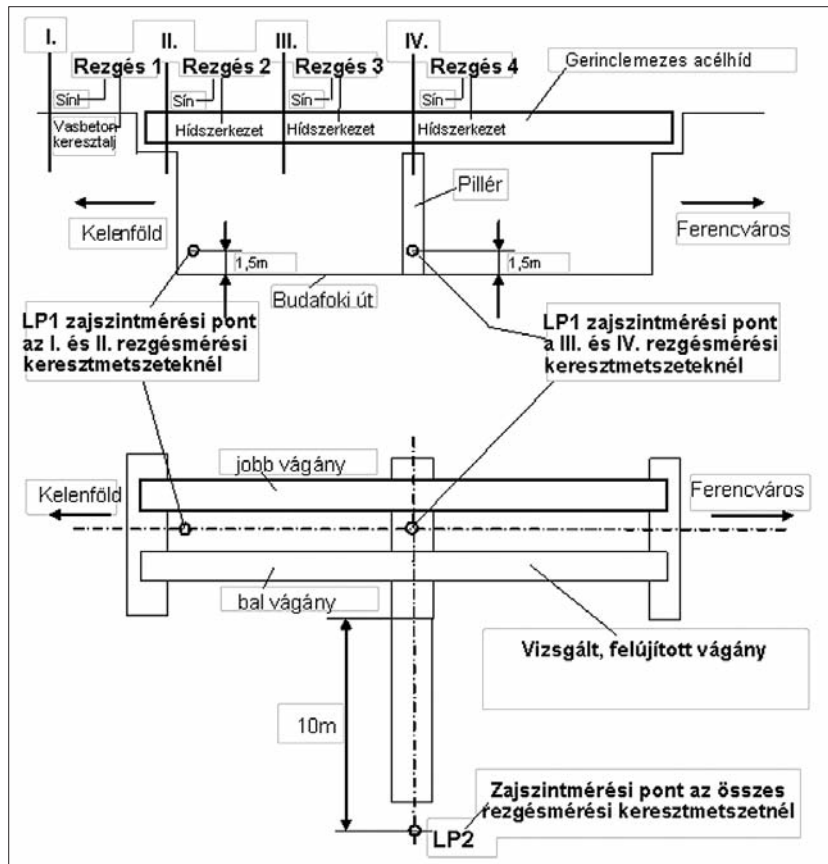 I.
II.
III.
IV.
Rezgés 1
Rezgés 2
Rezgés 3
Rezgés 4
Gerinclemezes acélhíd
Sín
Sín
Sín
Sín
Vasbeton
keresztalj
Hídszerkezet
Hídszerkezet
Hídszerkezet
Pillér
Kelenföld
Ferencváros
1,5m
1,5m
Budafoki út
LP1 zajszintmérési pont
az I. és II. rezgésmérési
keresztmetszeteknél
LP1 zajszintmérési pont
a III. és IV. rezgésmérési
keresztmetszeteknél
jobb vágány
Kelenföld
Ferencváros
bal vágány
Vizsgált, felújított vágány
10m
Zajszintmérési pont az összes
rezgésmérési keresztmetszetnél
LP2